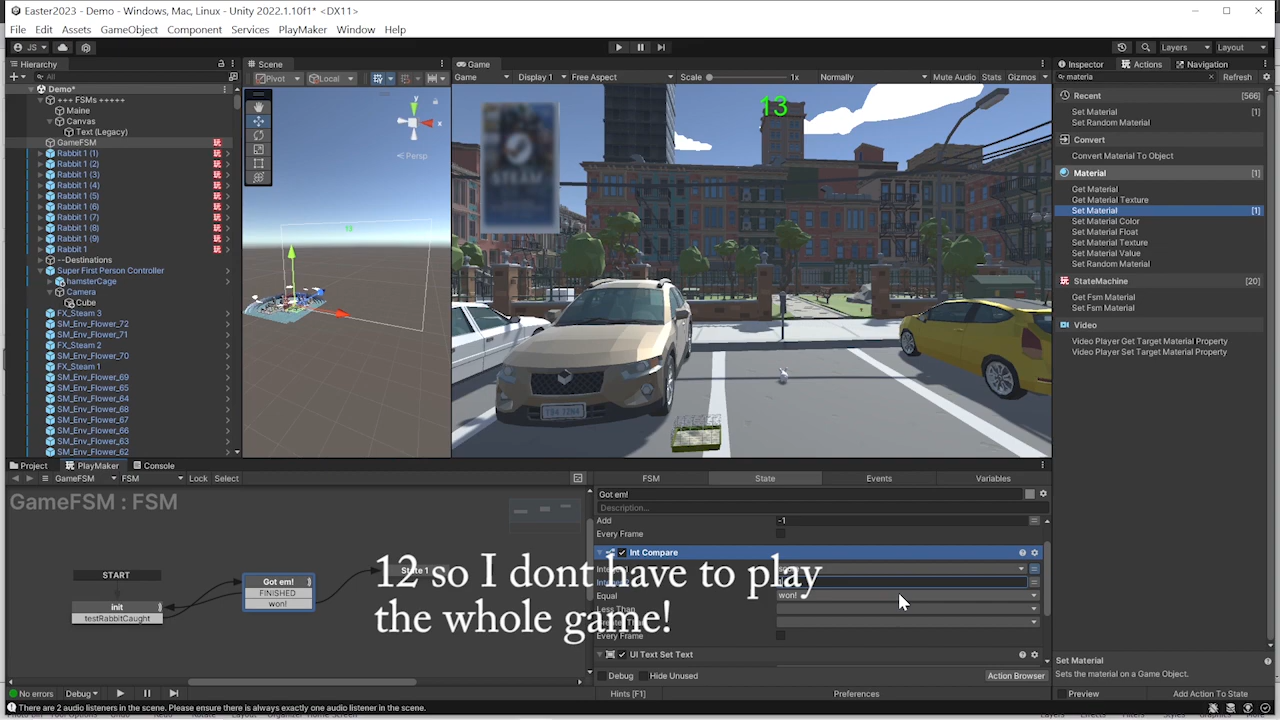 Easter2023 - Demo - Windows, Mac, Linux - Unity 2022.1.10f1* <DX11>
File Edit Assets GameObject Component Services PlayMaker Window Help
JS Layers Layout
Hierarchy
All
Demo*
+++ FSMs +++++
Maine
Canvas
Text (Legacy)
GameFSM
Rabbit 1 (1)
Rabbit 1 (2)
Rabbit 1 (3)
Rabbit 1 (4)
Rabbit 1 (5)
Rabbit 1 (6)
Rabbit 1 (7)
Rabbit 1 (8)
Rabbit 1 (9)
Rabbit 1
--Destinations
Super First Person Controller
hamsterCage
Camera
Cube
FX_Steam 3
SM_Env_Flower_72
SM_Env_Flower_71
FX_Steam 2
SM_Env_Flower_70
FX_Steam 1
SM_Env_Flower_69
SM_Env_Flower_65
SM_Env_Flower_64
SM_Env_Flower_68
SM_Env_Flower_67
SM_Env_Flower_66
SM_Env_Flower_63
SM_Env_Flower_62
Scene
Pivot Local
x
Persp
13
Game
Game Display 1 Free Aspect Scale 1x Normally Mute Audio Stats Gizmos
13
STEAM
Inspector Actions Navigation
materia Refresh
Recent [566]
Set Material [1]
Set Random Material
Convert
Convert Material To Object
Material [1]
Get Material
Get Material Texture
Set Material [1]
Set Material Color
Set Material Float
Set Material Texture
Set Material Value
Set Random Material
StateMachine [20]
Get Fsm Material
Set Fsm Material
Video
Video Player Get Target Material Property
Video Player Set Target Material Property
Set Material
Sets the material on a Game Object.
Preview Add Action To State
Project PlayMaker Console
GameFSM FSM Lock Select
GameFSM : FSM
START
init
testRabbitCaught
Got em!
FINISHED
won!
State 1
FSM State Events Variables
Got em!
Description...
Add -1
Every Frame
Int Compare
Equal won!
Less Than
Every Frame
UI Text Set Text
Debug Hide Unused Action Browser
12 so I dont have to play
the whole game!
No errors Debug Hints [F1] Preferences
There are 2 audio listeners in the scene. Please ensure there is always exactly one audio listener in the scene.